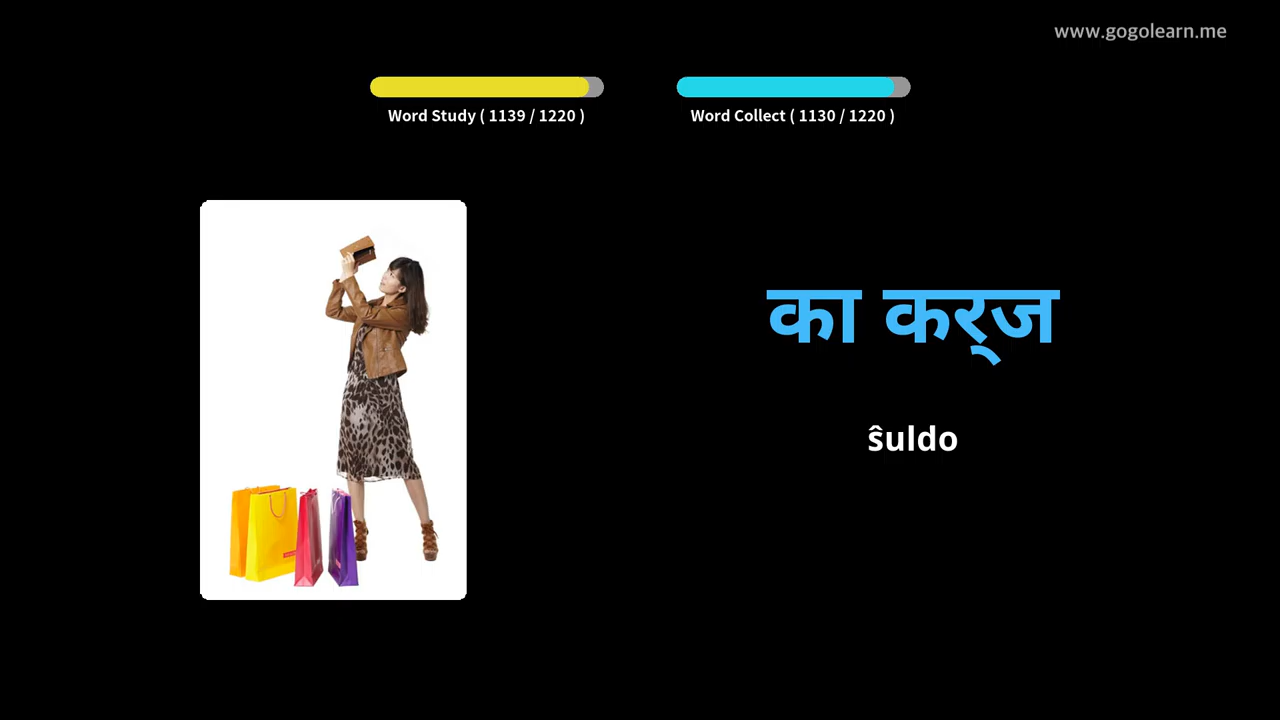 www.gogolearn.me
Word Study ( 1139 / 1220 )
Word Collect ( 1130 / 1220 )
का कर्‌ज
ŝuldo